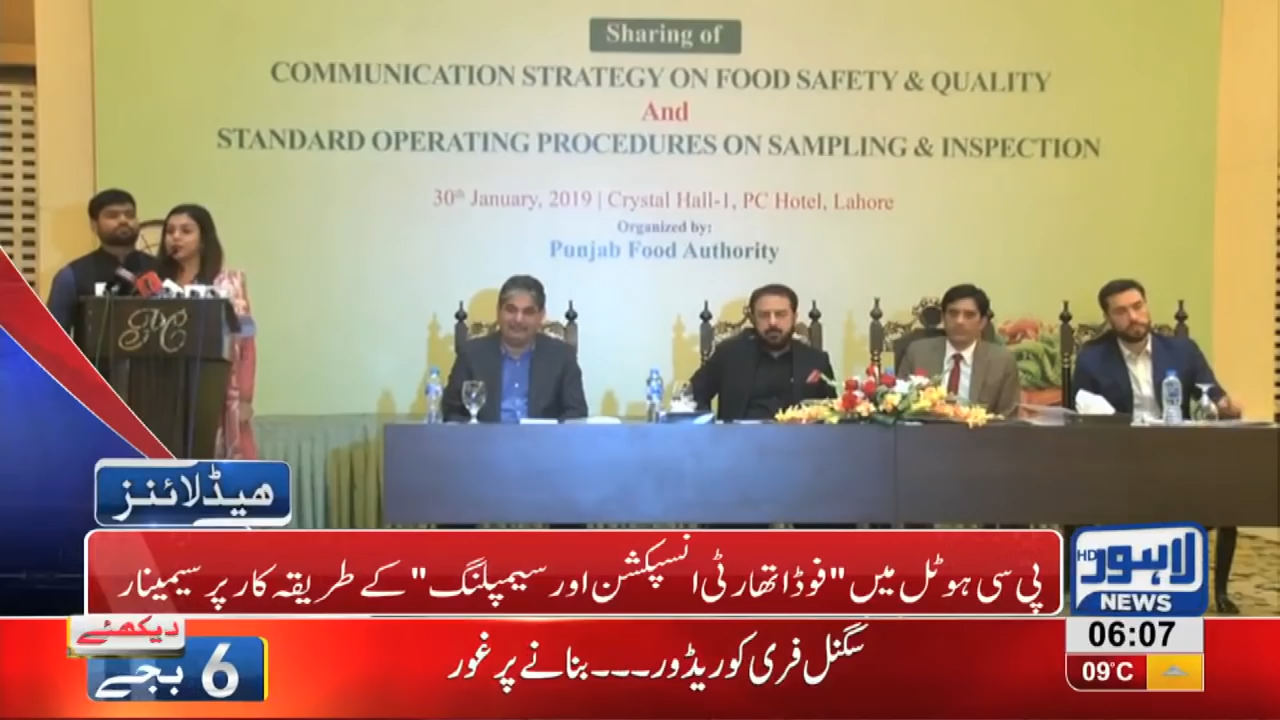 Sharing of
COMMUNICATION STRATEGY ON FOOD SAFETY & QUALITY
And
STANDARD OPERATING PROCEDURES ON SAMPLING & INSPECTION
30th January, 2019 | Crystal Hall-1, PC Hotel, Lahore
Organized by:
Punjab Food Authority
PC
ھیڈلائنز
پی سی ہوٹل میں "فوڈ اتھارٹی انسپکشن اور سیمپلنگ" کے طریقہ کار پر سیمینار
لاہور HD
NEWS
دیکھئے
6 بجے
سگنل فری کوریڈور۔۔۔ بنانے پر غور
06:07
09°C